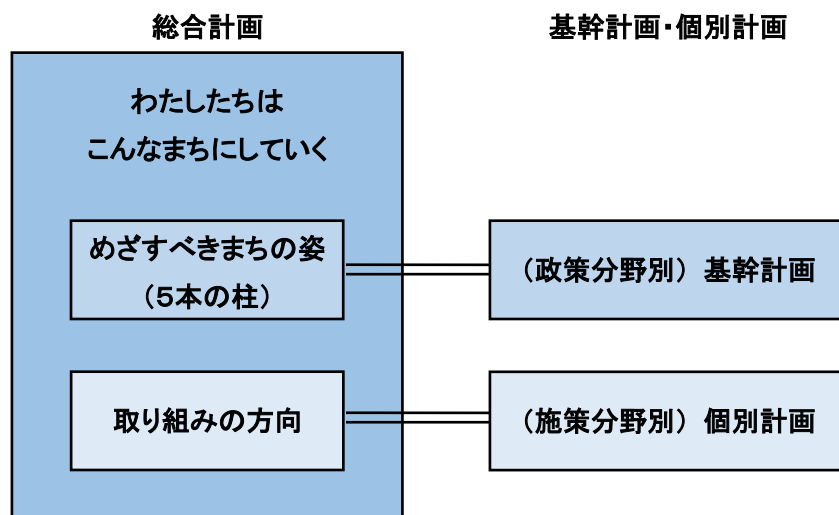 総合計画
基幹計画・個別計画
わたしたちは
こんなまちにしていく
めざすべきまちの姿
（５本の柱）
（政策分野別）基幹計画
取り組みの方向
（施策分野別）個別計画